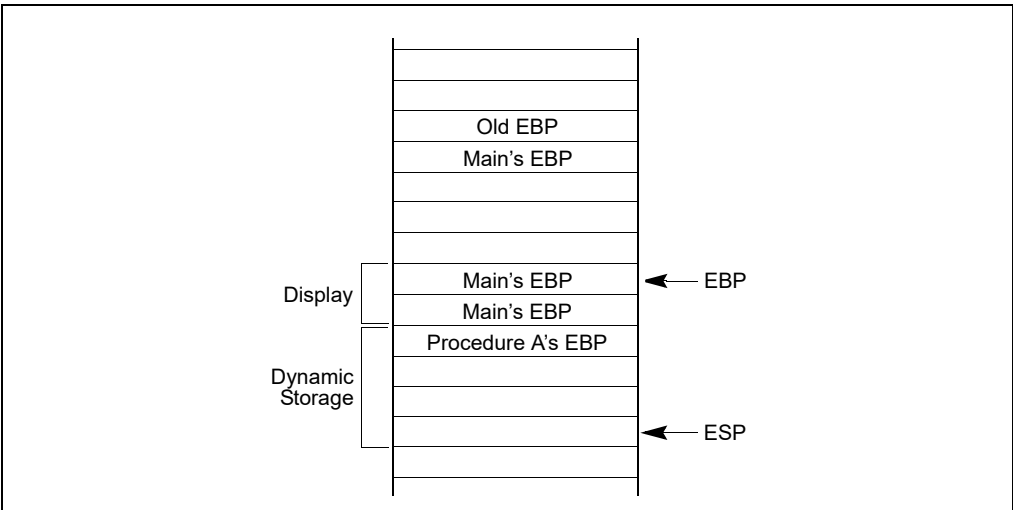 Old EBP
Main's EBP
Main's EBP
EBP
Display
Main's EBP
Procedure A's EBP
Dynamic
Storage
ESP